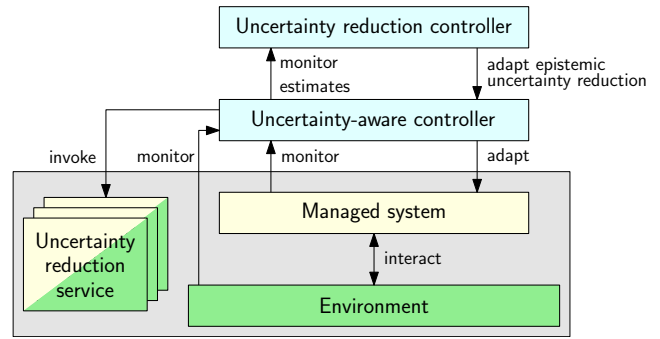 Uncertainty reduction controller
monitor
estimates
adapt epistemic
uncertainty reduction
Uncertainty-aware controller
invoke
monitor
monitor
adapt
Managed system
Uncertainty
reduction
service
interact
Environment